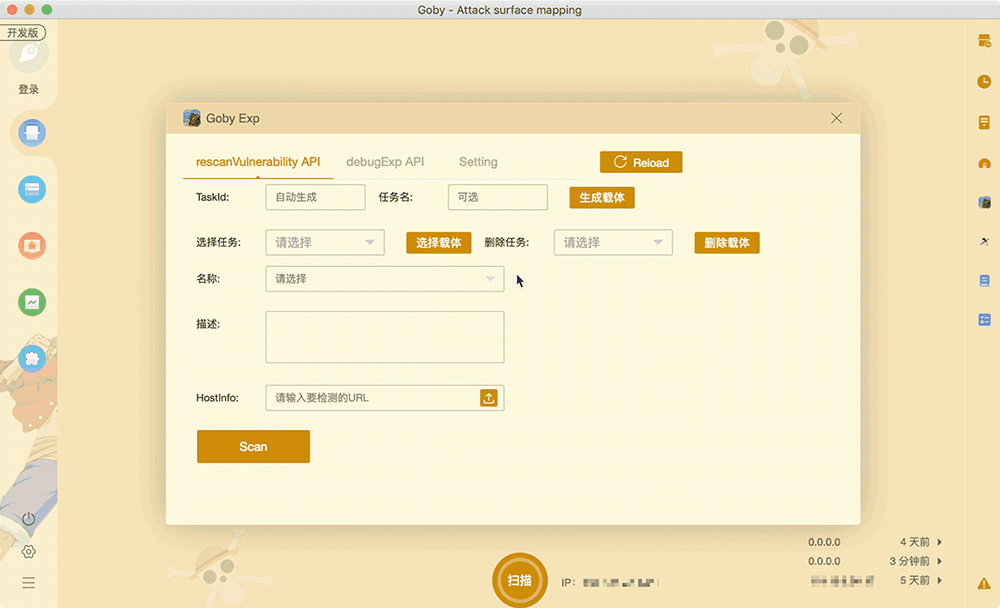 Goby - Attack surface mapping
开发版
登录
Goby Exp
rescanVulnerability API debugExp API Setting Reload
TaskId: 自动生成 任务名: 可选 生成载体
选择任务: 请选择 选择载体 删除任务: 请选择 删除载体
名称: 请选择
描述:
HostInfo: 请输入要检测的URL
Scan
0.0.0.0 4 天前
0.0.0.0 3 分钟前
5 天前
扫描 IP: